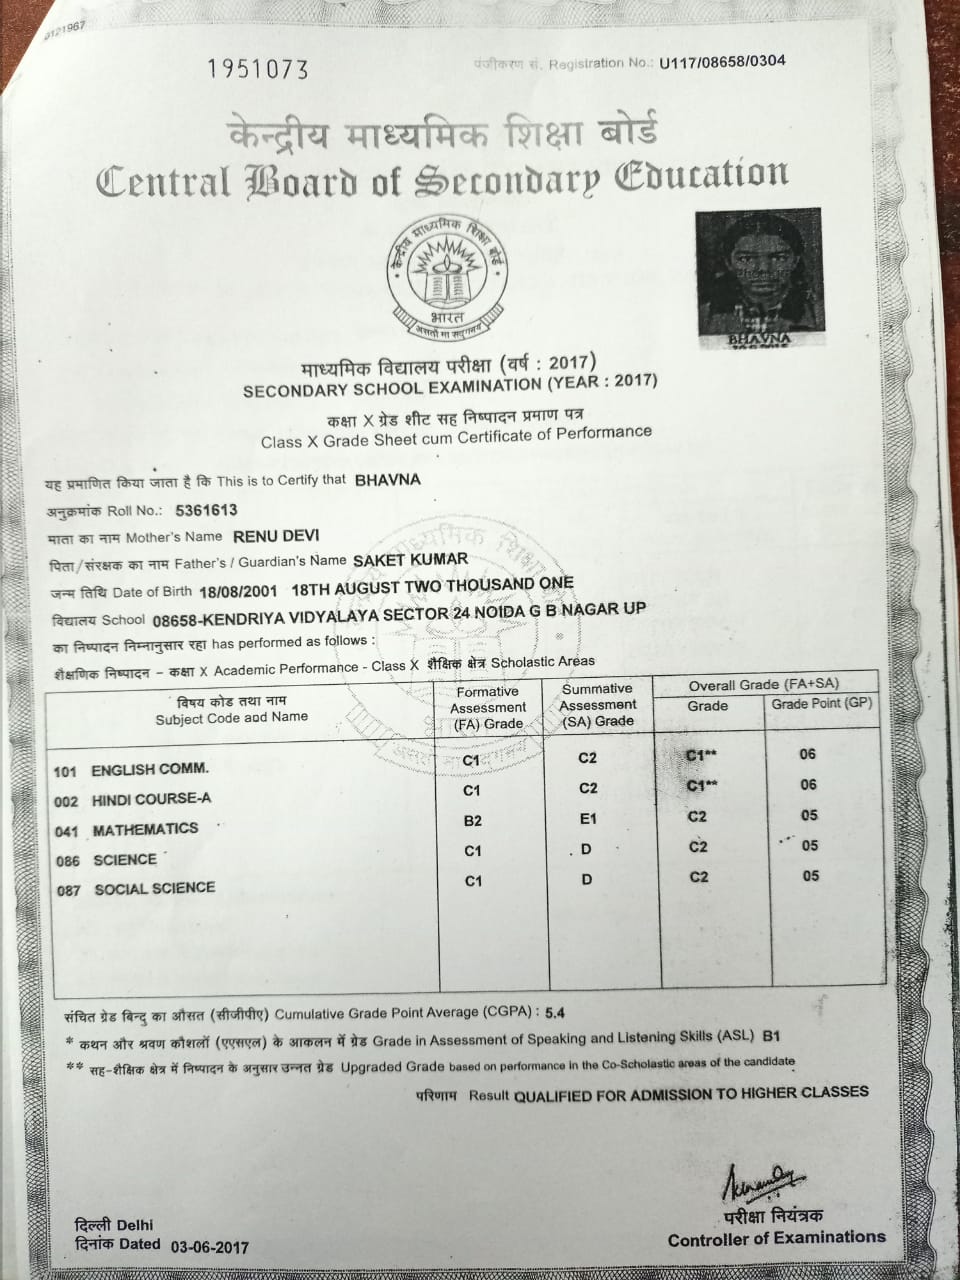 0121967
1951073
पंजीकरण सं. Registration No.: U117/08658/0304
केन्द्रीय माध्यमिक शिक्षा बोर्ड
Central Board of Secondary Education
केन्द्रीय माध्यमिक शिक्षा बोर्ड
भारत
असतो मा सद्गमय
BHAVNA
माध्यमिक विद्यालय परीक्षा (वर्ष : 2017)
SECONDARY SCHOOL EXAMINATION (YEAR : 2017)
कक्षा X ग्रेड शीट सह निष्पादन प्रमाण पत्र
Class X Grade Sheet cum Certificate of Performance
यह प्रमाणित किया जाता है कि This is to Certify that BHAVNA
अनुक्रमांक Roll No.: 5361613
माता का नाम Mother's Name RENU DEVI
पिता/संरक्षक का नाम Father's / Guardian's Name SAKET KUMAR
जन्म तिथि Date of Birth 18/08/2001 18TH AUGUST TWO THOUSAND ONE
विद्यालय School 08658-KENDRIYA VIDYALAYA SECTOR 24 NOIDA G B NAGAR UP
का निष्पादन निम्नानुसार रहा has performed as follows :
शैक्षणिक निष्पादन – कक्षा X Academic Performance - Class X शैक्षिक क्षेत्र Scholastic Areas
विषय कोड तथा नाम Subject Code and Name Formative Assessment (FA) Grade Summative Assessment (SA) Grade Overall Grade (FA+SA) Grade Grade Point (GP)
101 ENGLISH COMM. C1 C2 C1** 06
002 HINDI COURSE-A C1 C2 C1** 06
041 MATHEMATICS B2 E1 C2 05
086 SCIENCE C1 D C2 05
087 SOCIAL SCIENCE C1 D C2 05
संचित ग्रेड बिन्दु का औसत (सीजीपीए) Cumulative Grade Point Average (CGPA) : 5.4
* कथन और श्रवण कौशलों (एएसएल) के आकलन में ग्रेड Grade in Assessment of Speaking and Listening Skills (ASL) B1
** सह-शैक्षिक क्षेत्र में निष्पादन के अनुसार उन्नत ग्रेड Upgraded Grade based on performance in the Co-Scholastic areas of the candidate
परिणाम Result QUALIFIED FOR ADMISSION TO HIGHER CLASSES
दिल्ली Delhi
दिनांक Dated 03-06-2017
परीक्षा नियंत्रक
Controller of Examinations